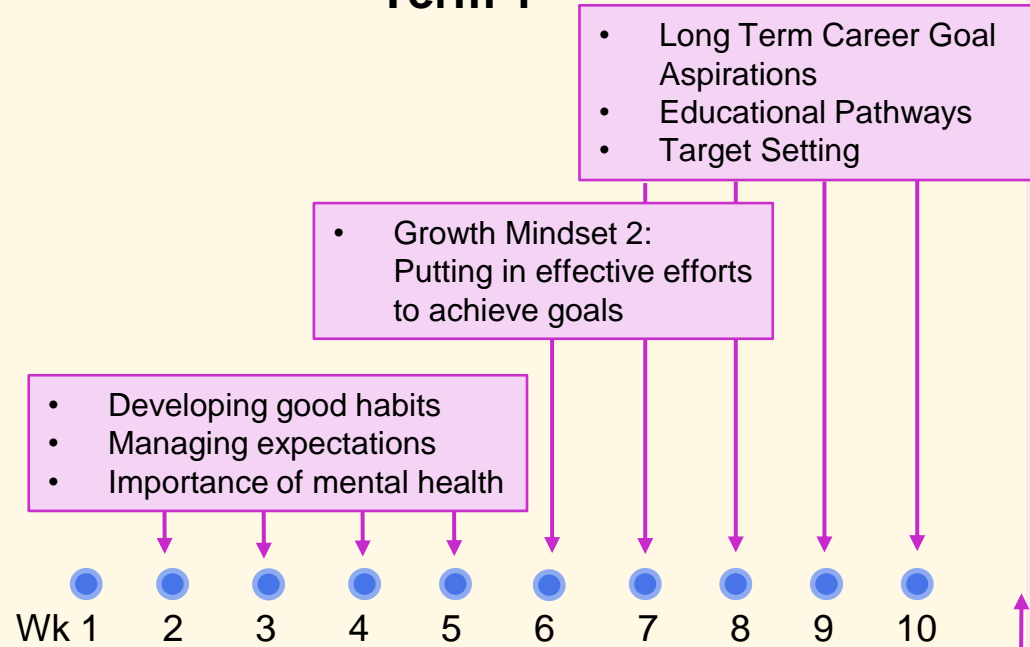 • Long Term Career Goal
Aspirations
• Educational Pathways
• Target Setting
• Growth Mindset 2:
Putting in effective efforts
to achieve goals
• Developing good habits
• Managing expectations
• Importance of mental health
Wk 1 2 3 4 5 6 7 8 9 10